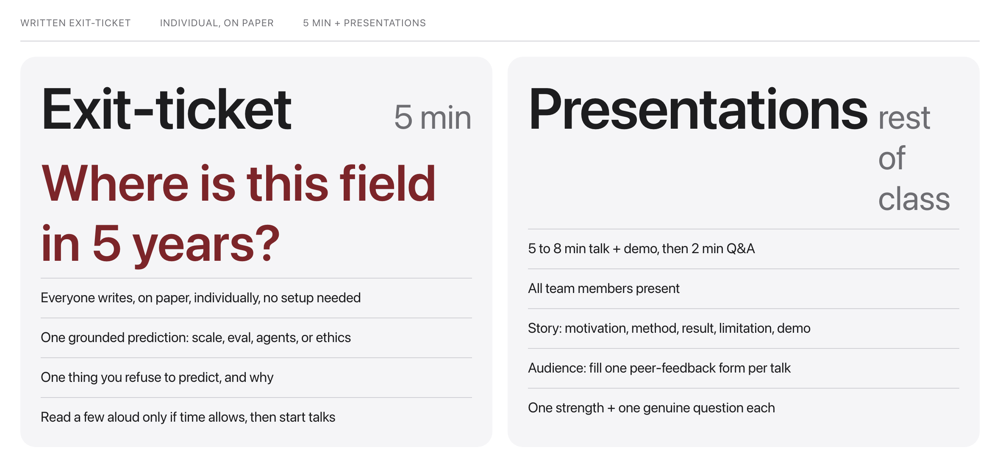 WRITTEN EXIT-TICKET INDIVIDUAL, ON PAPER 5 MIN + PRESENTATIONS
Exit-ticket 5 min
Where is this field
in 5 years?
Everyone writes, on paper, individually, no setup needed
One grounded prediction: scale, eval, agents, or ethics
One thing you refuse to predict, and why
Read a few aloud only if time allows, then start talks
Presentations rest
of
class
5 to 8 min talk + demo, then 2 min Q&A
All team members present
Story: motivation, method, result, limitation, demo
Audience: fill one peer-feedback form per talk
One strength + one genuine question each